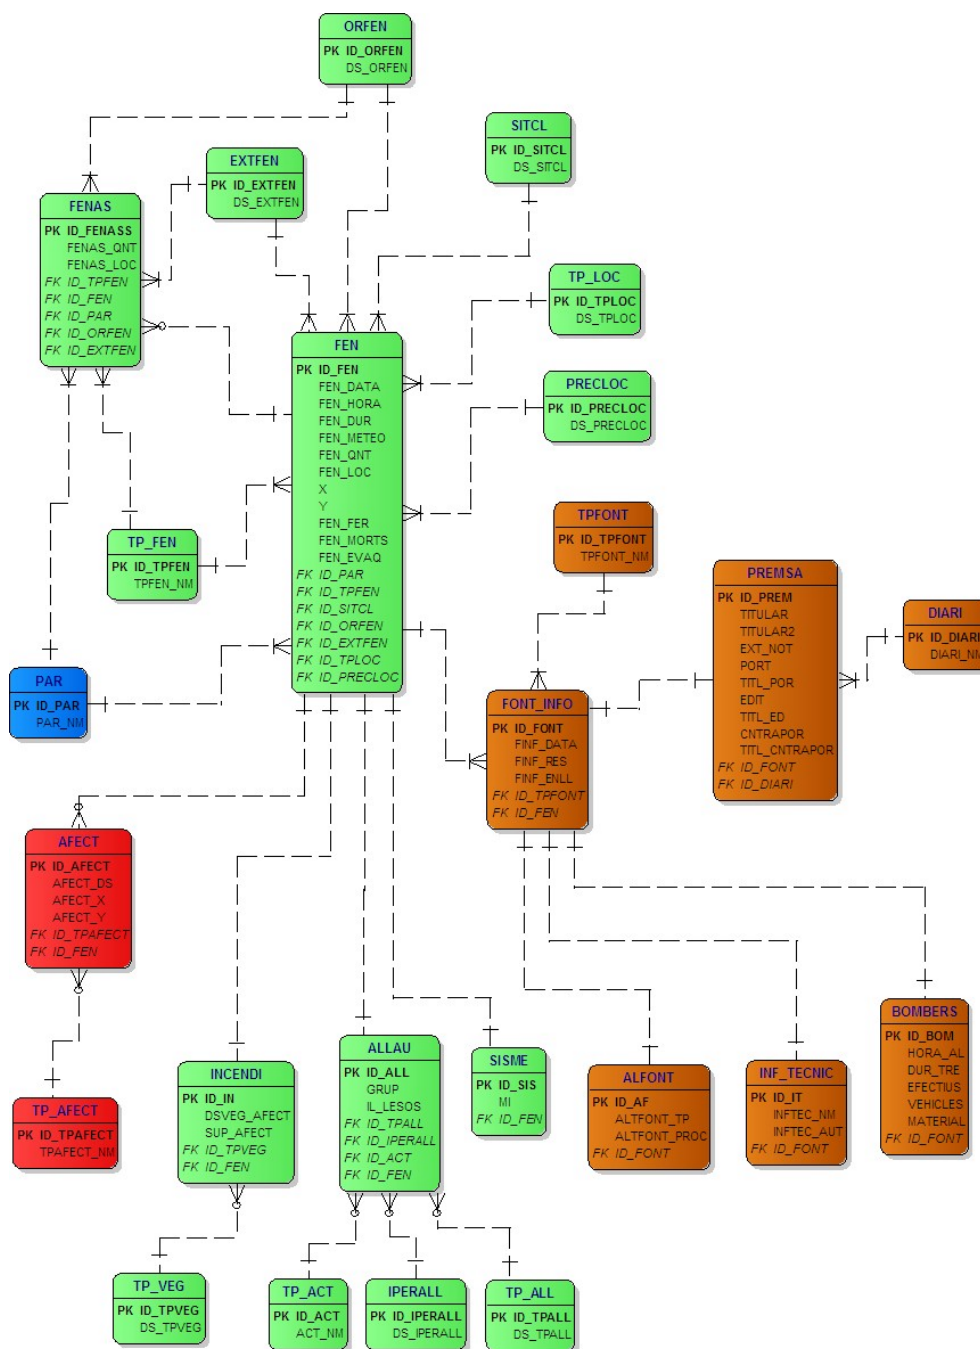 ORFEN
PK ID_ORFEN
DS_ORFEN
SITCL
PK ID_SITCL
DS_SITCL
EXTFEN
PK ID_EXTFEN
DS_EXTFEN
FENAS
PK ID_FENASS
FENAS_QNT
FENAS_LOC
FK ID_TPFEN
FK ID_FEN
FK ID_PAR
FK ID_ORFEN
FK ID_EXTFEN
TP_LOC
PK ID_TPLOC
DS_TPLOC
FEN
PK ID_FEN
FEN_DATA
FEN_HORA
FEN_DUR
FEN_METEO
FEN_QNT
FEN_LOC
X
Y
FEN_FER
FEN_MORTS
FEN_EVAQ
FK ID_PAR
FK ID_TPFEN
FK ID_SITCL
FK ID_ORFEN
FK ID_EXTFEN
FK ID_TPLOC
FK ID_PRECLOC
PRECLOC
PK ID_PRECLOC
DS_PRECLOC
TP_FEN
PK ID_TPFEN
TPFEN_NM
TPFONT
PK ID_TPFONT
TPFONT_NM
PREMSA
PK ID_PREM
TITULAR
TITULAR2
EXT_NOT
PORT
TITL_POR
EDIT
TITL_ED
CNTRAPOR
TITL_CNTRAPOR
FK ID_FONT
FK ID_DIARI
DIARI
PK ID_DIARI
DIARI_NM
PAR
PK ID_PAR
PAR_NM
FONT_INFO
PK ID_FONT
FINF_DATA
FINF_RES
FINF_ENLL
FK ID_TPFONT
FK ID_FEN
AFECT
PK ID_AFECT
AFECT_DS
AFECT_X
AFECT_Y
FK ID_TPAFECT
FK ID_FEN
BOMBERS
PK ID_BOM
HORA_AL
DUR_TRE
EFECTIUS
VEHICLES
MATERIAL
FK ID_FONT
ALLAU
PK ID_ALL
GRUP
IL_LESOS
FK ID_TPALL
FK ID_IPERALL
FK ID_ACT
FK ID_FEN
SISME
PK ID_SIS
MI
FK ID_FEN
INCENDI
PK ID_IN
DSVEG_AFECT
SUP_AFECT
FK ID_TPVEG
FK ID_FEN
ALFONT
PK ID_AF
ALTFONT_TP
ALTFONT_PROC
FK ID_FONT
INF_TECNIC
PK ID_IT
INFTEC_NM
INFTEC_AUT
FK ID_FONT
TP_AFECT
PK ID_TPAFECT
TPAFECT_NM
TP_VEG
PK ID_TPVEG
DS_TPVEG
TP_ACT
PK ID_ACT
ACT_NM
IPERALL
PK ID_IPERALL
DS_IPERALL
TP_ALL
PK ID_TPALL
DS_TPALL